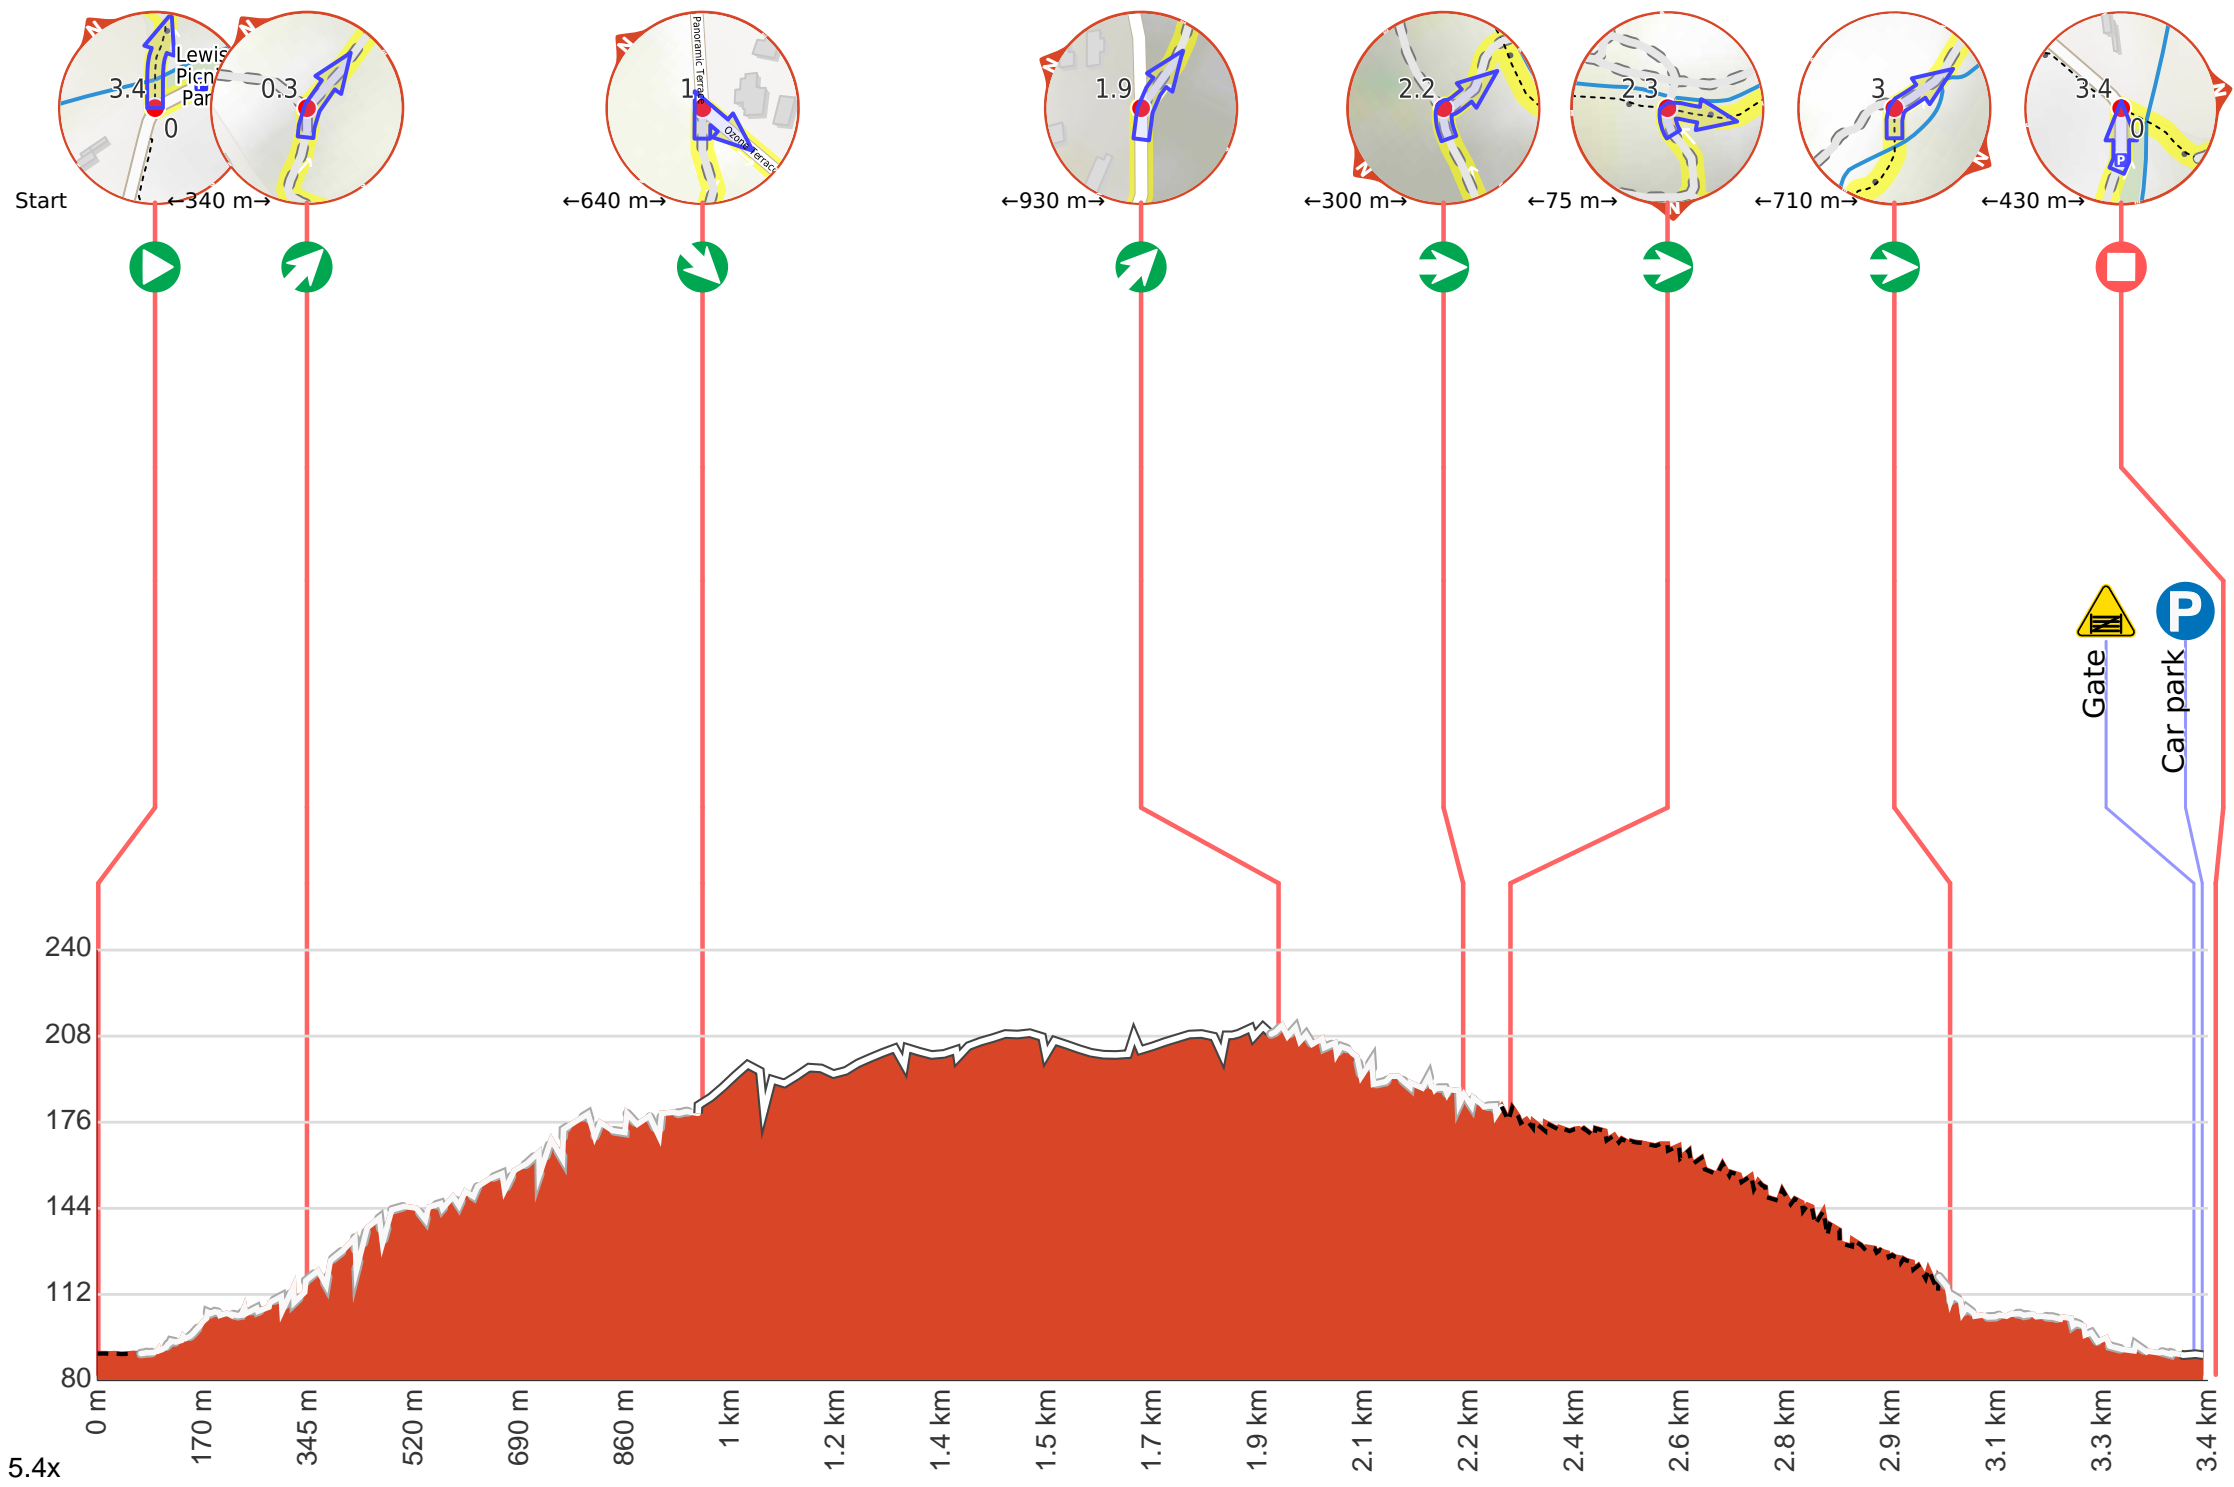 N
N
N
N
N
N
N
N
Lewis
Picn
Par
3.4
0
0.3
Panoramic Terrace
Ozone Terrace
1
1.9
2.2
2.3
3
3.4
0
P
Start
←340 m→
←640 m→
←930 m→
←300 m→
←75 m→
←710 m→
←430 m→
P
Gate
Car park
240
208
176
144
112
80
0 m
170 m
345 m
520 m
690 m
860 m
1 km
1.2 km
1.4 km
1.5 km
1.7 km
1.9 km
2.1 km
2.2 km
2.4 km
2.6 km
2.8 km
2.9 km
3.1 km
3.3 km
3.4 km
5.4x